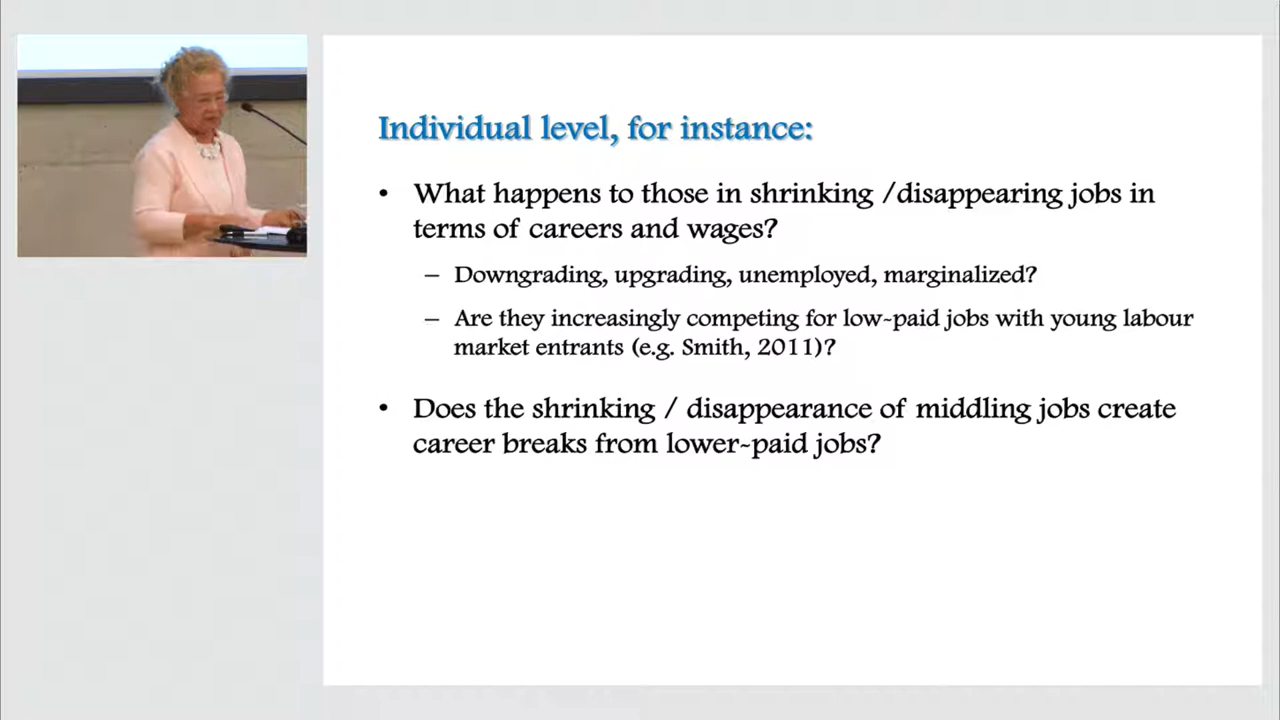 Individual level, for instance:
• What happens to those in shrinking /disappearing jobs in
terms of careers and wages?
– Downgrading, upgrading, unemployed, marginalized?
– Are they increasingly competing for low-paid jobs with young labour
market entrants (e.g. Smith, 2011)?
• Does the shrinking / disappearance of middling jobs create
career breaks from lower-paid jobs?